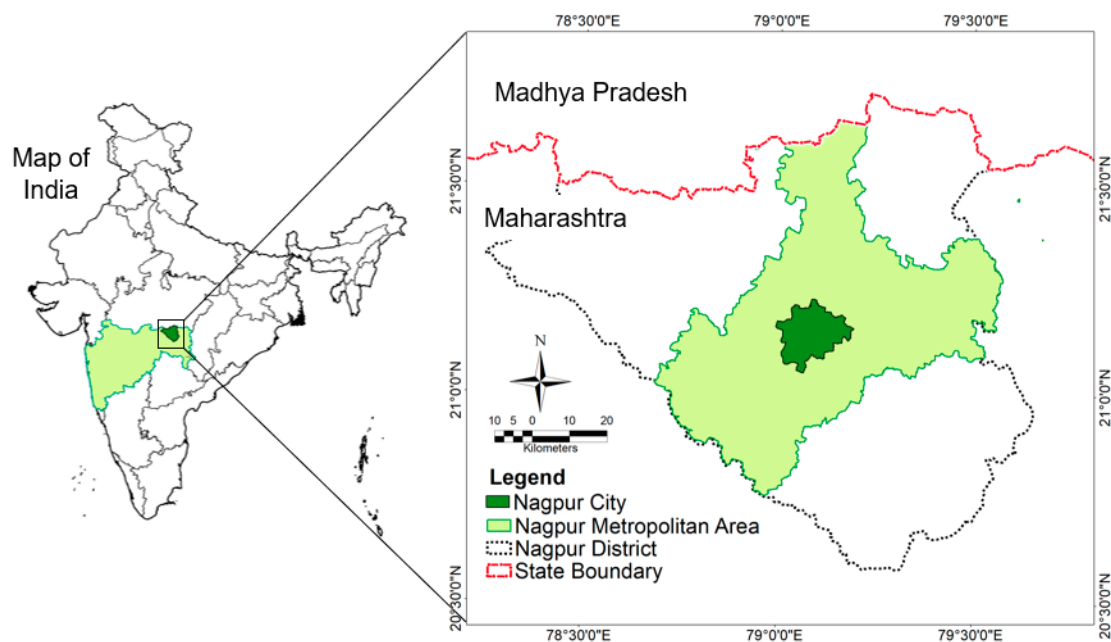 78°30'0"E
79°0'0"E
79°30'0"E
Map of
India
Madhya Pradesh
Maharashtra
21°30'0"N
21°0'0"N
20°30'0"N
21°30'0"N
21°0'0"N
20°30'0"N
N
10 5 0 10 20
Kilometers
Legend
Nagpur City
Nagpur Metropolitan Area
Nagpur District
State Boundary
78°30'0"E
79°0'0"E
79°30'0"E